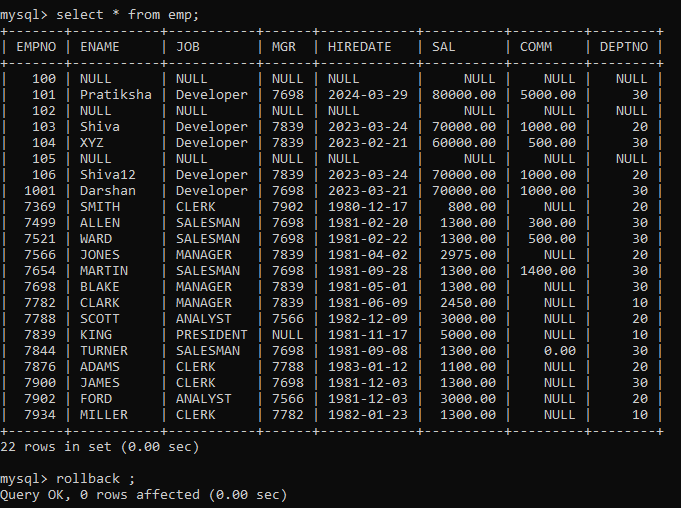 mysql> select * from emp;
+-------+-----------+-----------+------+------------+----------+---------+--------+
| EMPNO | ENAME     | JOB       | MGR  | HIREDATE   | SAL      | COMM    | DEPTNO |
+-------+-----------+-----------+------+------------+----------+---------+--------+
|   100 | NULL      | NULL      | NULL | NULL       |     NULL |    NULL |   NULL |
|   101 | Pratiksha | Developer | 7698 | 2024-03-29 | 80000.00 | 5000.00 |     30 |
|   102 | NULL      | NULL      | NULL | NULL       |     NULL |    NULL |   NULL |
|   103 | Shiva     | Developer | 7839 | 2023-03-24 | 70000.00 | 1000.00 |     20 |
|   104 | XYZ       | Developer | 7839 | 2023-02-21 | 60000.00 |  500.00 |     30 |
|   105 | NULL      | NULL      | NULL | NULL       |     NULL |    NULL |   NULL |
|   106 | Shiva12   | Developer | 7839 | 2023-03-24 | 70000.00 | 1000.00 |     20 |
|  1001 | Darshan   | Developer | 7698 | 2023-03-21 | 70000.00 | 1000.00 |     30 |
|  7369 | SMITH     | CLERK     | 7902 | 1980-12-17 |   800.00 |    NULL |     20 |
|  7499 | ALLEN     | SALESMAN  | 7698 | 1981-02-20 |  1300.00 |  300.00 |     30 |
|  7521 | WARD      | SALESMAN  | 7698 | 1981-02-22 |  1300.00 |  500.00 |     30 |
|  7566 | JONES     | MANAGER   | 7839 | 1981-04-02 |  2975.00 |    NULL |     20 |
|  7654 | MARTIN    | SALESMAN  | 7698 | 1981-09-28 |  1300.00 | 1400.00 |     30 |
|  7698 | BLAKE     | MANAGER   | 7839 | 1981-05-01 |  1300.00 |    NULL |     30 |
|  7782 | CLARK     | MANAGER   | 7839 | 1981-06-09 |  2450.00 |    NULL |     10 |
|  7788 | SCOTT     | ANALYST   | 7566 | 1982-12-09 |  3000.00 |    NULL |     20 |
|  7839 | KING      | PRESIDENT | NULL | 1981-11-17 |  5000.00 |    NULL |     10 |
|  7844 | TURNER    | SALESMAN  | 7698 | 1981-09-08 |  1300.00 |    0.00 |     30 |
|  7876 | ADAMS     | CLERK     | 7788 | 1983-01-12 |  1100.00 |    NULL |     20 |
|  7900 | JAMES     | CLERK     | 7698 | 1981-12-03 |  1300.00 |    NULL |     30 |
|  7902 | FORD      | ANALYST   | 7566 | 1981-12-03 |  3000.00 |    NULL |     20 |
|  7934 | MILLER    | CLERK     | 7782 | 1982-01-23 |  1300.00 |    NULL |     10 |
+-------+-----------+-----------+------+------------+----------+---------+--------+
22 rows in set (0.00 sec)
mysql> rollback ;
Query OK, 0 rows affected (0.00 sec)